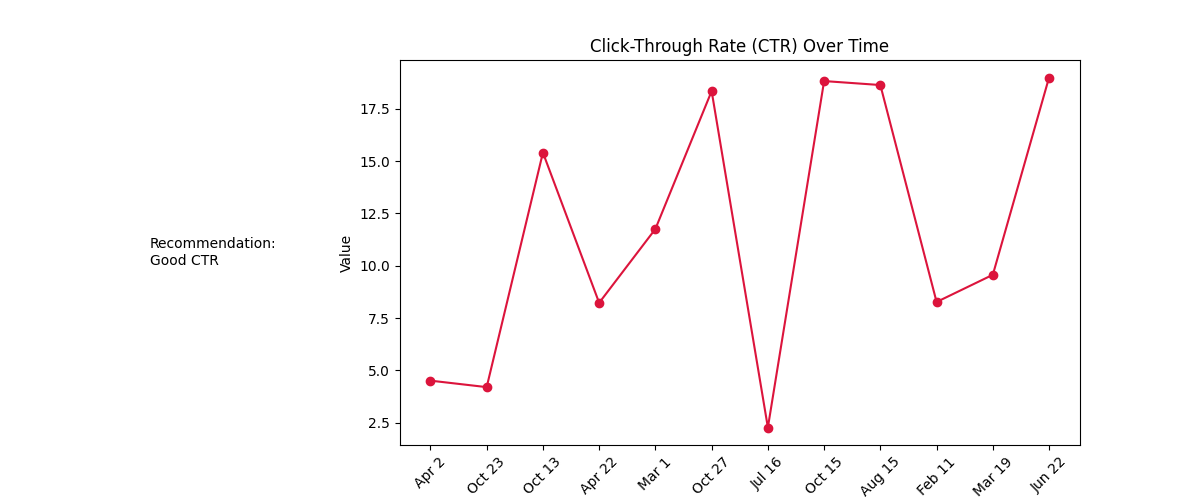 Click-Through Rate (CTR) Over Time
Recommendation:
Good CTR
Value
17.5
15.0
12.5
10.0
7.5
5.0
2.5
Apr 2
Oct 23
Oct 13
Apr 22
Mar 1
Oct 27
Jul 16
Oct 15
Aug 15
Feb 11
Mar 19
Jun 22